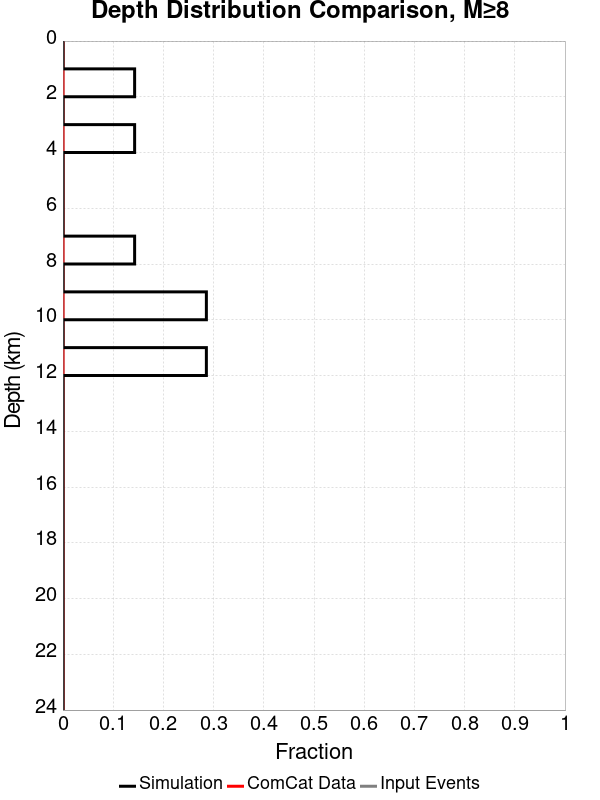 Depth Distribution Comparison, M≥8
0
2
4
6
8
10
12
14
16
18
20
22
24
Depth (km)
0 0.1 0.2 0.3 0.4 0.5 0.6 0.7 0.8 0.9 1
Fraction
Simulation ComCat Data Input Events